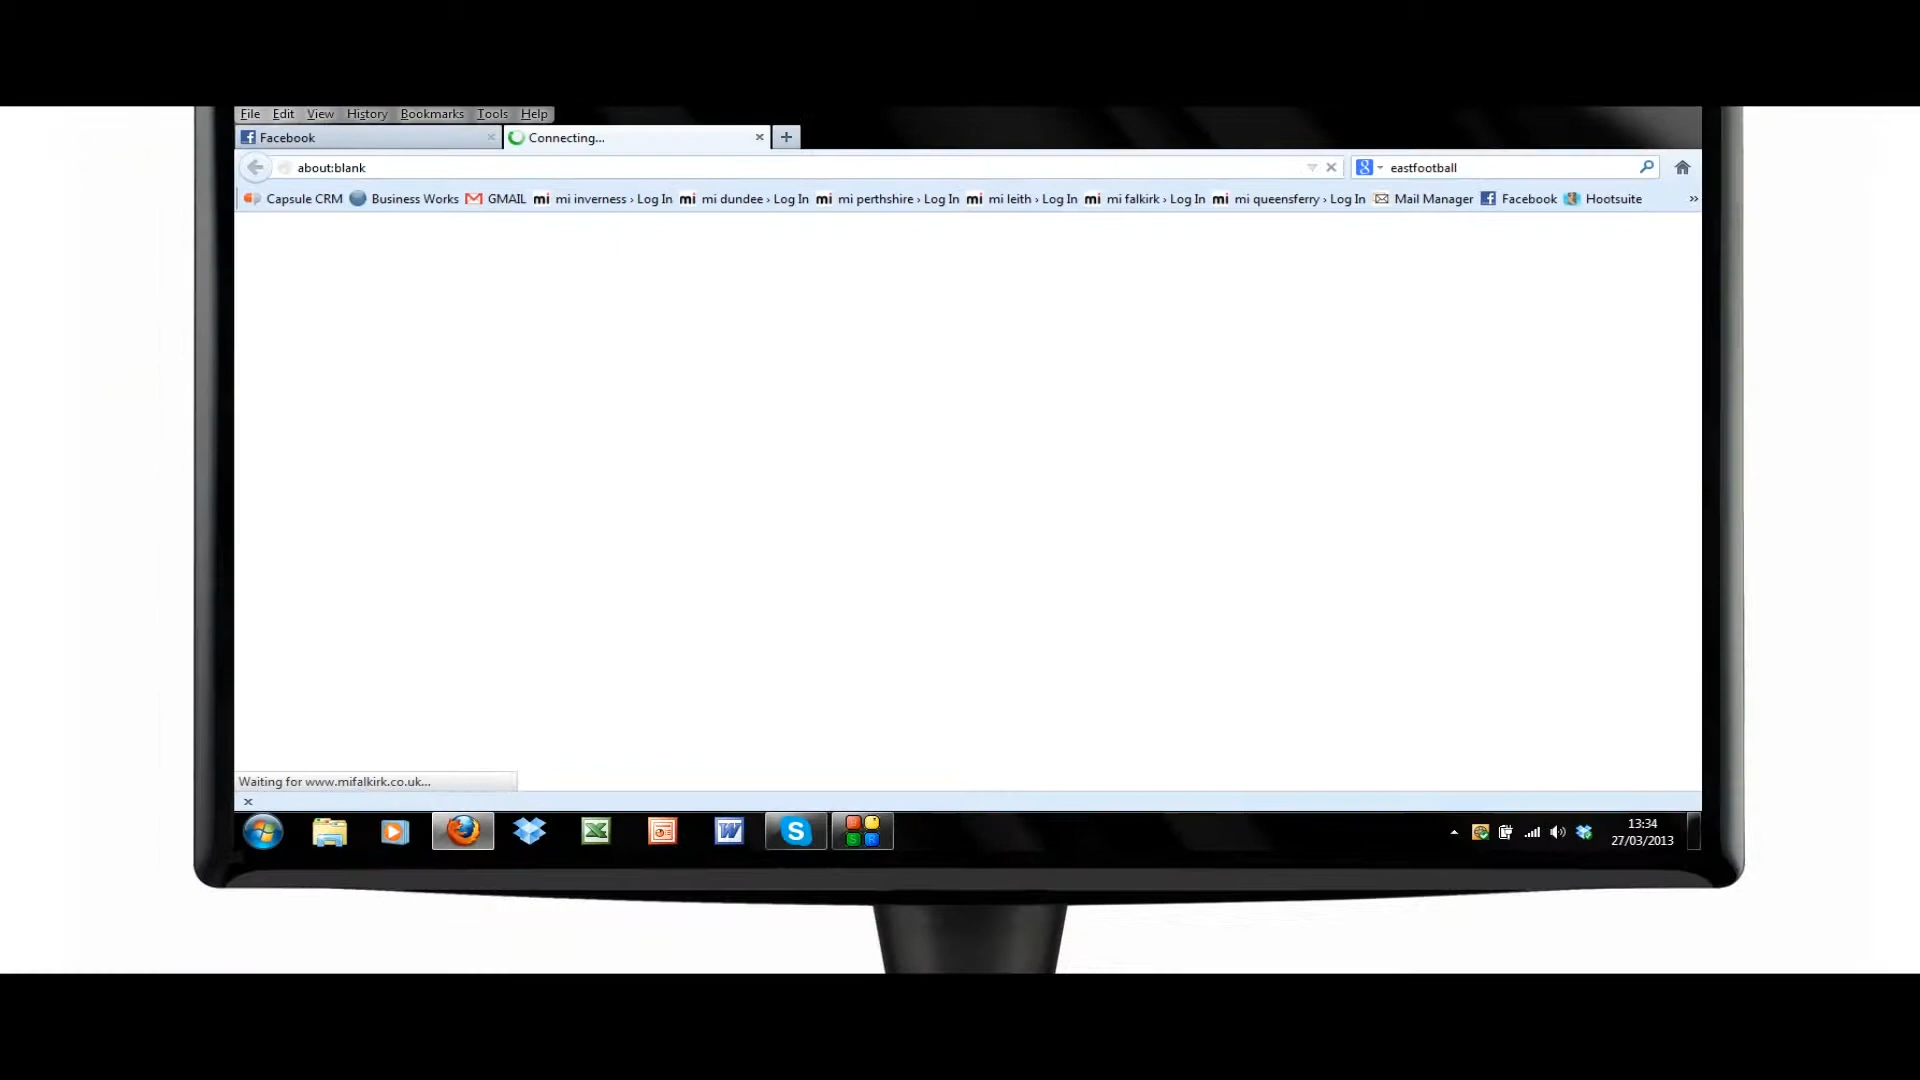 File Edit View History Bookmarks Tools Help
Facebook Connecting...
about:blank eastfootball
Capsule CRM Business Works GMAIL mi mi inverness › Log In mi mi dundee › Log In mi mi perthshire › Log In mi mi leith › Log In mi mi falkirk › Log In mi mi queensferry › Log In Mail Manager Facebook Hootsuite »
Waiting for www.mifalkirk.co.uk...
13:34
27/03/2013